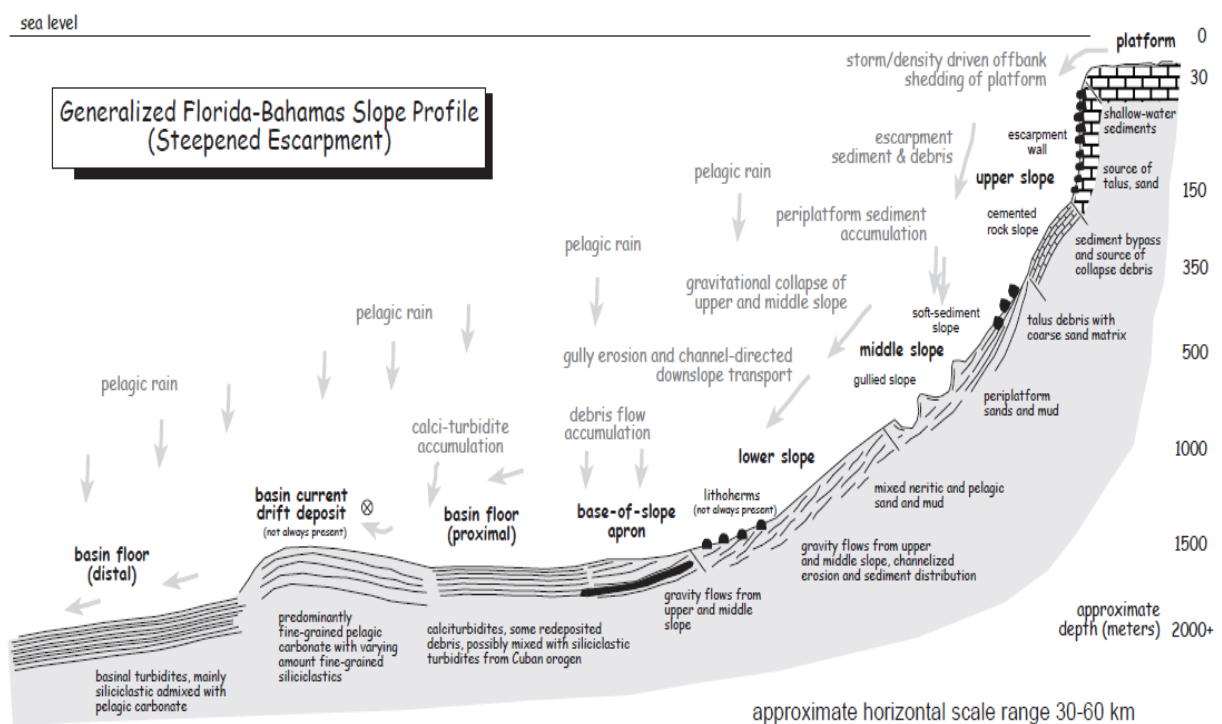 sea level
Generalized Florida-Bahamas Slope Profile
(Steepened Escarpment)
platform
0
storm/density driven offbank
shedding of platform
30
shallow-water
sediments
escarpment
wall
escarpment
sediment & debris
pelagic rain
upper slope
source of
talus, sand
150
periplatform sediment
accumulation
cemented
rock slope
sediment bypass
and source of
collapse debris
pelagic rain
350
gravitational collapse of
upper and middle slope
soft-sediment
slope
talus debris with
coarse sand matrix
pelagic rain
middle slope
500
gully erosion and channel-directed
downslope transport
gullied slope
pelagic rain
periplatform
sands and mud
calci-turbidite
accumulation
debris flow
accumulation
1000
lower slope
basin current
drift deposit
(not always present)
basin floor
(proximal)
base-of-slope
apron
lithoherms
(not always present)
mixed neritic and pelagic
sand and mud
basin floor
(distal)
1500
gravity flows from upper
and middle slope, channelized
erosion and sediment distribution
gravity flows from
upper and middle
slope
predominantly
fine-grained pelagic
carbonate with varying
amount fine-grained
siliciclastics
calciturbidites, some redeposited
debris, possibly mixed with siliciclastic
turbidites from Cuban orogen
approximate
depth (meters)
2000+
basinal turbidites, mainly
siliciclastic admixed with
pelagic carbonate
approximate horizontal scale range 30-60 km